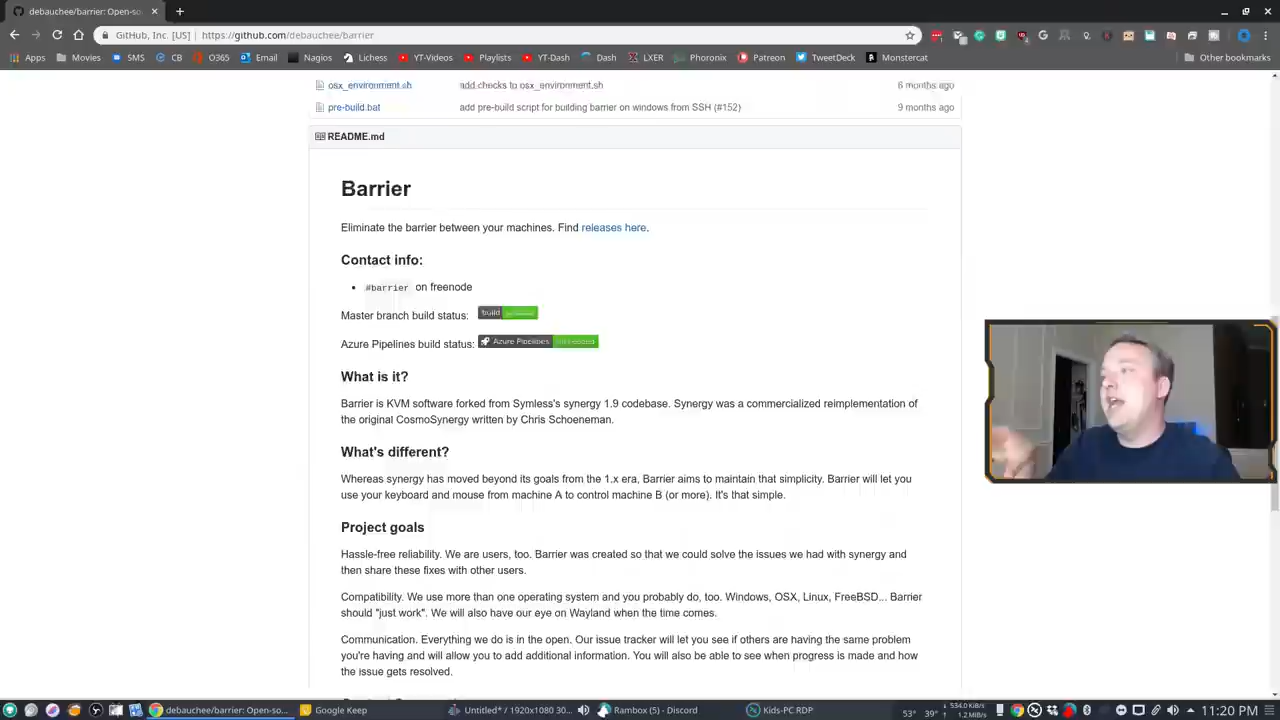 debauchee/barrier: Open-so
GitHub, Inc. [US] | https://github.com/debauchee/barrier
Apps Movies SMS CB O365 Email Nagios Lichess YT-Videos Playlists YT-Dash Dash XLER Phoronix Patreon TweetDeck Monstercat Other bookmarks
osx_environment.sh add checks to osx_environment.sh 6 months ago
pre-build.bat add pre-build script for building barrier on windows from SSH (#152) 9 months ago
README.md
Barrier
Eliminate the barrier between your machines. Find releases here.
Contact info:
#barrier on freenode
Master branch build status: build
Azure Pipelines build status: Azure Pipelines
What is it?
Barrier is KVM software forked from Symless's synergy 1.9 codebase. Synergy was a commercialized reimplementation of
the original CosmoSynergy written by Chris Schoeneman.
What's different?
Whereas synergy has moved beyond its goals from the 1.x era, Barrier aims to maintain that simplicity. Barrier will let you
use your keyboard and mouse from machine A to control machine B (or more). It's that simple.
Project goals
Hassle-free reliability. We are users, too. Barrier was created so that we could solve the issues we had with synergy and
then share these fixes with other users.
Compatibility. We use more than one operating system and you probably do, too. Windows, OSX, Linux, FreeBSD... Barrier
should "just work". We will also have our eye on Wayland when the time comes.
Communication. Everything we do is in the open. Our issue tracker will let you see if others are having the same problem
you're having and will allow you to add additional information. You will also be able to see when progress is made and how
the issue gets resolved.
debauchee/barrier: Open-so... Google Keep Untitled* / 1920x1080 30... Rambox (5) - Discord Kids-PC RDP 53° 39° 534.0 KiB/s 11:20 PM
1.2 MiB/s